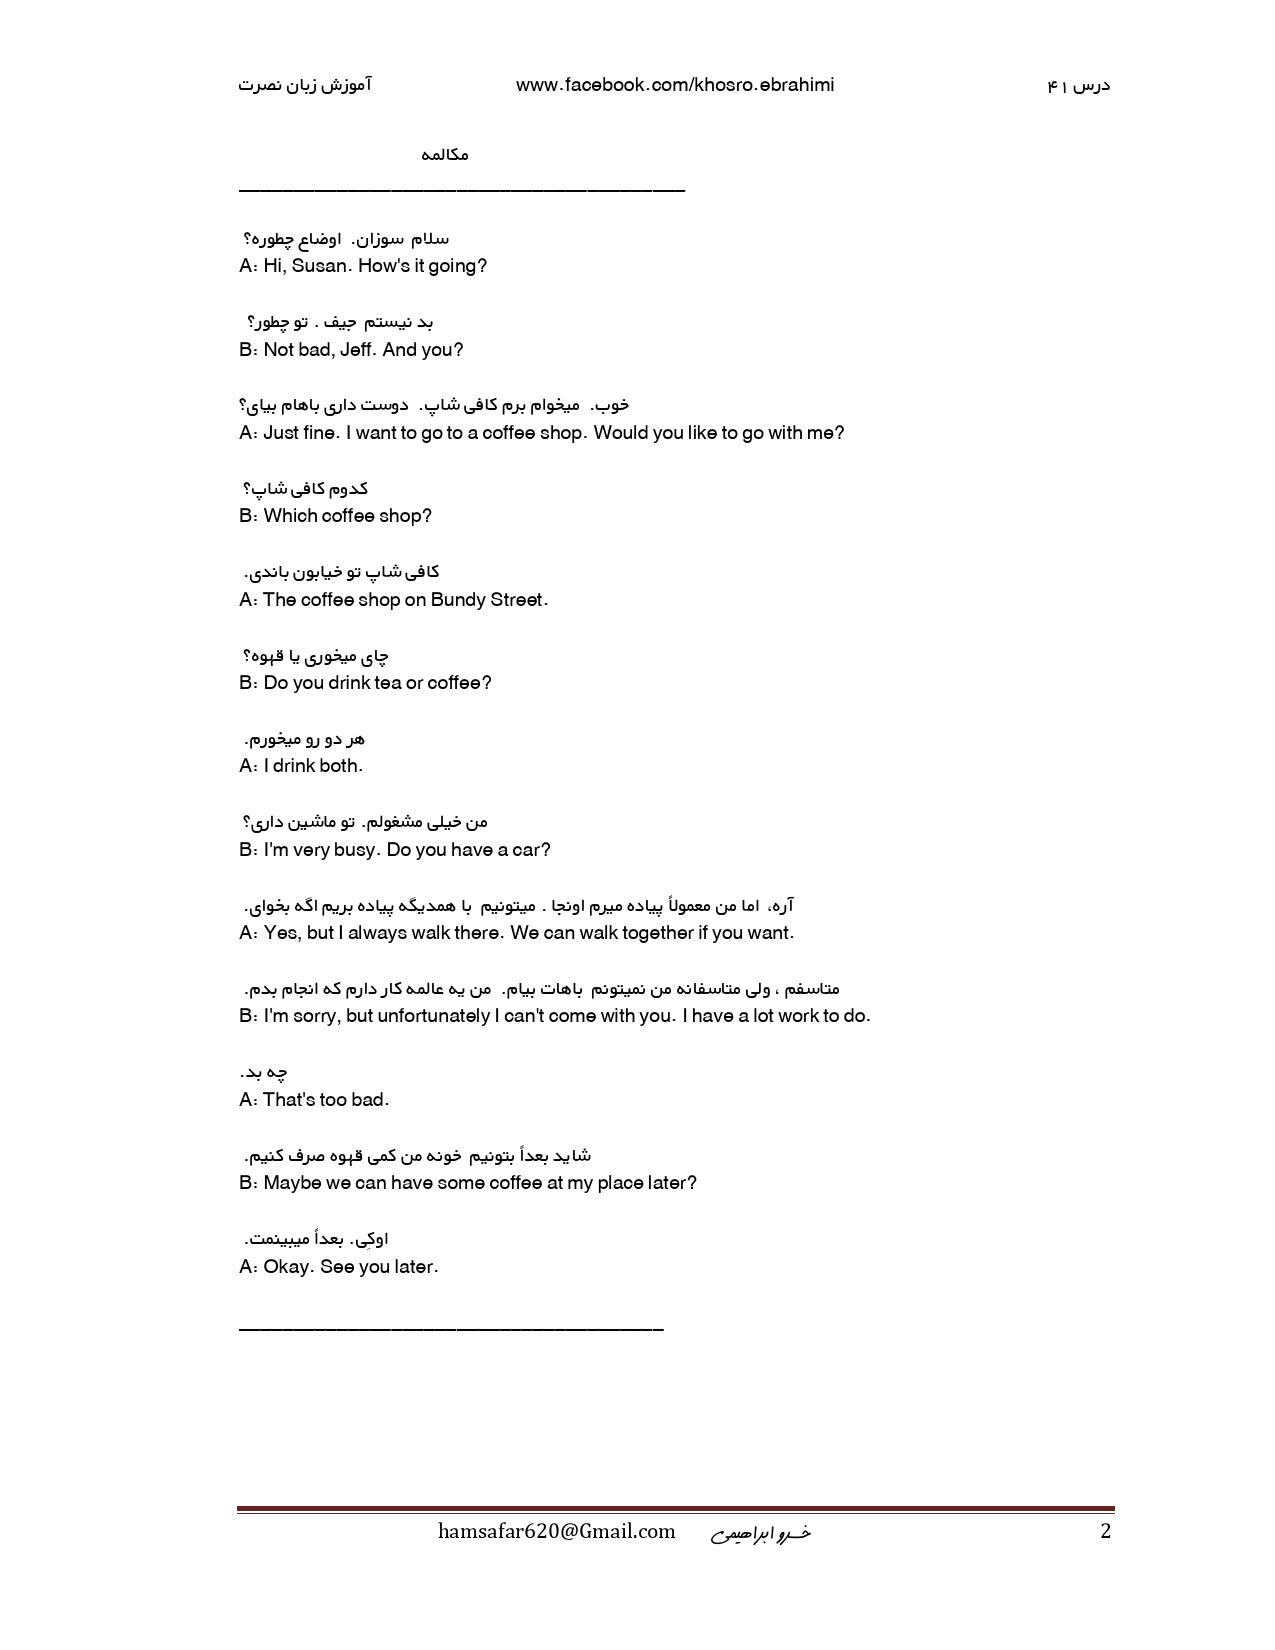 درس ۴۱ www.facebook.com/khosro.ebrahimi آموزش زبان نصرت
مکالمه
سلام سوزان. اوضاع چطوره؟
A: Hi, Susan. How's it going?
بد نیستم جیف . تو چطور؟
B: Not bad, Jeff. And you?
خوب. میخوام برم کافی شاپ. دوست داری باهام بیای؟
A: Just fine. I want to go to a coffee shop. Would you like to go with me?
کدوم کافی شاپ؟
B: Which coffee shop?
کافی شاپ تو خیابون باندی.
A: The coffee shop on Bundy Street.
چای میخوری یا قهوه؟
B: Do you drink tea or coffee?
هر دو رو میخورم.
A: I drink both.
من خیلی مشغولم. تو ماشین داری؟
B: I'm very busy. Do you have a car?
آره، اما من معمولاً پیاده میرم اونجا . میتونیم با همدیگه پیاده بریم اگه بخوای.
A: Yes, but I always walk there. We can walk together if you want.
متاسفم ، ولی متاسفانه من نمیتونم باهات بیام. من یه عالمه کار دارم که انجام بدم.
B: I'm sorry, but unfortunately I can't come with you. I have a lot work to do.
چه بد.
A: That's too bad.
شاید بعداً بتونیم خونه من کمی قهوه صرف کنیم.
B: Maybe we can have some coffee at my place later?
اوکِی. بعداً میبینمت.
A: Okay. See you later.
hamsafar620@Gmail.com خسرو ابراهیمی 2